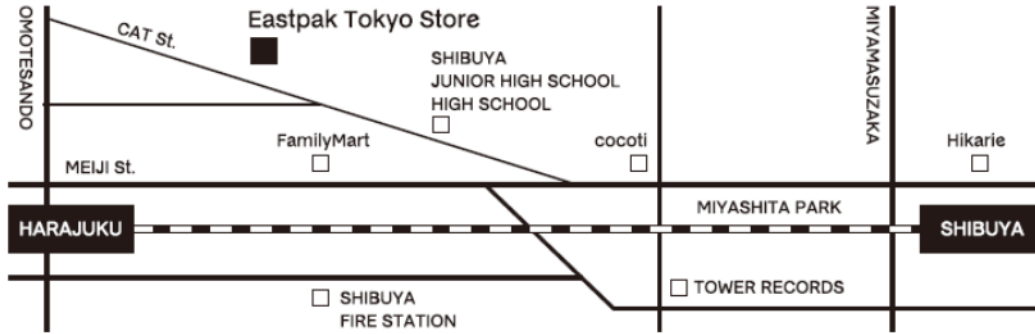 OMOTESANDO
CAT St.
Eastpak Tokyo Store
SHIBUYA
JUNIOR HIGH SCHOOL
HIGH SCHOOL
MIYAMASUZAKA
FamilyMart
cocoti
Hikarie
MEIJI St.
MIYASHITA PARK
HARAJUKU
SHIBUYA
TOWER RECORDS
SHIBUYA
FIRE STATION